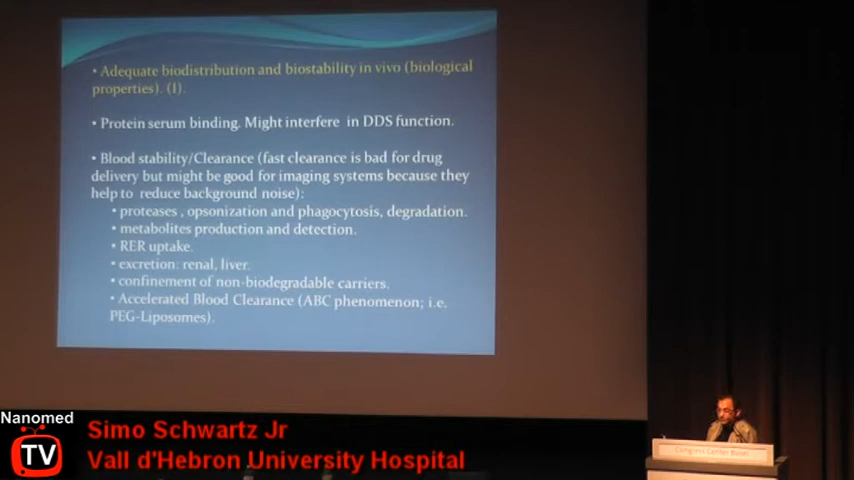 • Adequate biodistribution and biostability in vivo (biological
properties). (I).
• Protein serum binding. Might interfere in DDS function.
• Blood stability/Clearance (fast clearance is bad for drug
delivery but might be good for imaging systems because they
help to reduce background noise):
• proteases , opsonization and phagocytosis, degradation.
• metabolites production and detection.
• RER uptake.
• excretion: renal, liver.
• confinement of non-biodegradable carriers.
• Accelerated Blood Clearance (ABC phenomenon; i.e.
PEG-Liposomes).
Congress Center Basel
Nanomed
TV
Simo Schwartz Jr
Vall d'Hebron University Hospital